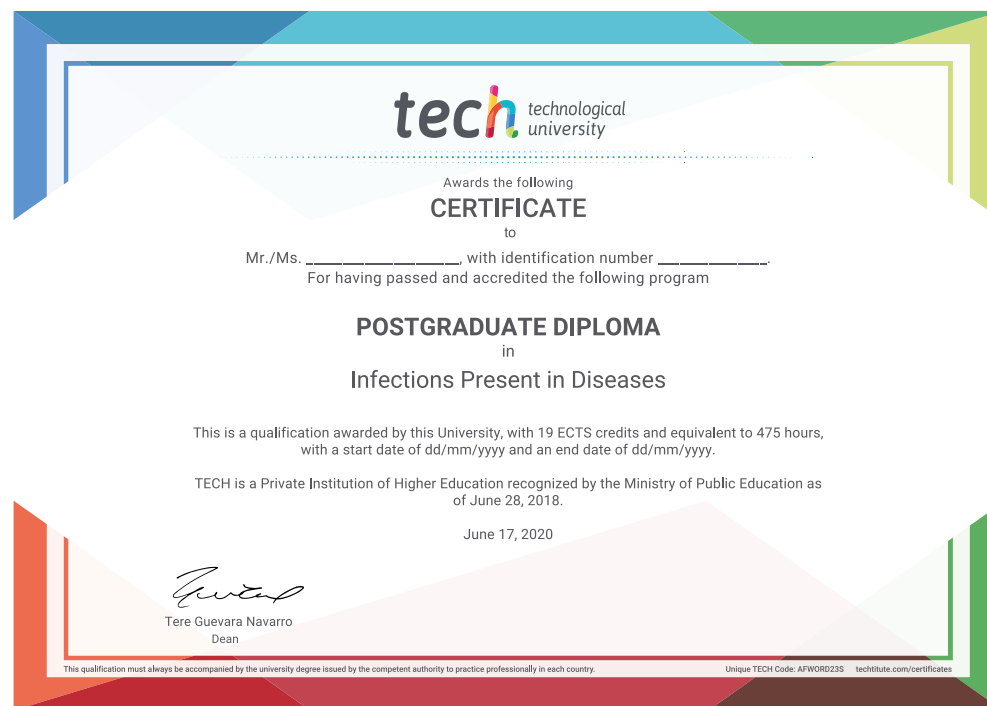 tech technological
university
Awards the following
CERTIFICATE
to
Mr./Ms. ____________________, with identification number ______________.
For having passed and accredited the following program
POSTGRADUATE DIPLOMA
in
Infections Present in Diseases
This is a qualification awarded by this University, with 19 ECTS credits and equivalent to 475 hours,
with a start date of dd/mm/yyyy and an end date of dd/mm/yyyy.
TECH is a Private Institution of Higher Education recognized by the Ministry of Public Education as
of June 28, 2018.
June 17, 2020
Tere Guevara Navarro
Dean
This qualification must always be accompanied by the university degree issued by the competent authority to practice professionally in each country.
Unique TECH Code: AFWORD23S techtitute.com/certificates